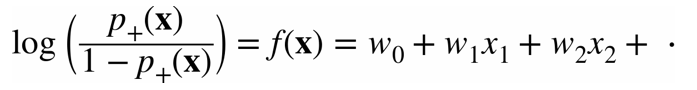 log ( p₊(𝐱) / 1 − p₊(𝐱) ) = f(𝐱) = w₀ + w₁x₁ + w₂x₂ + ·